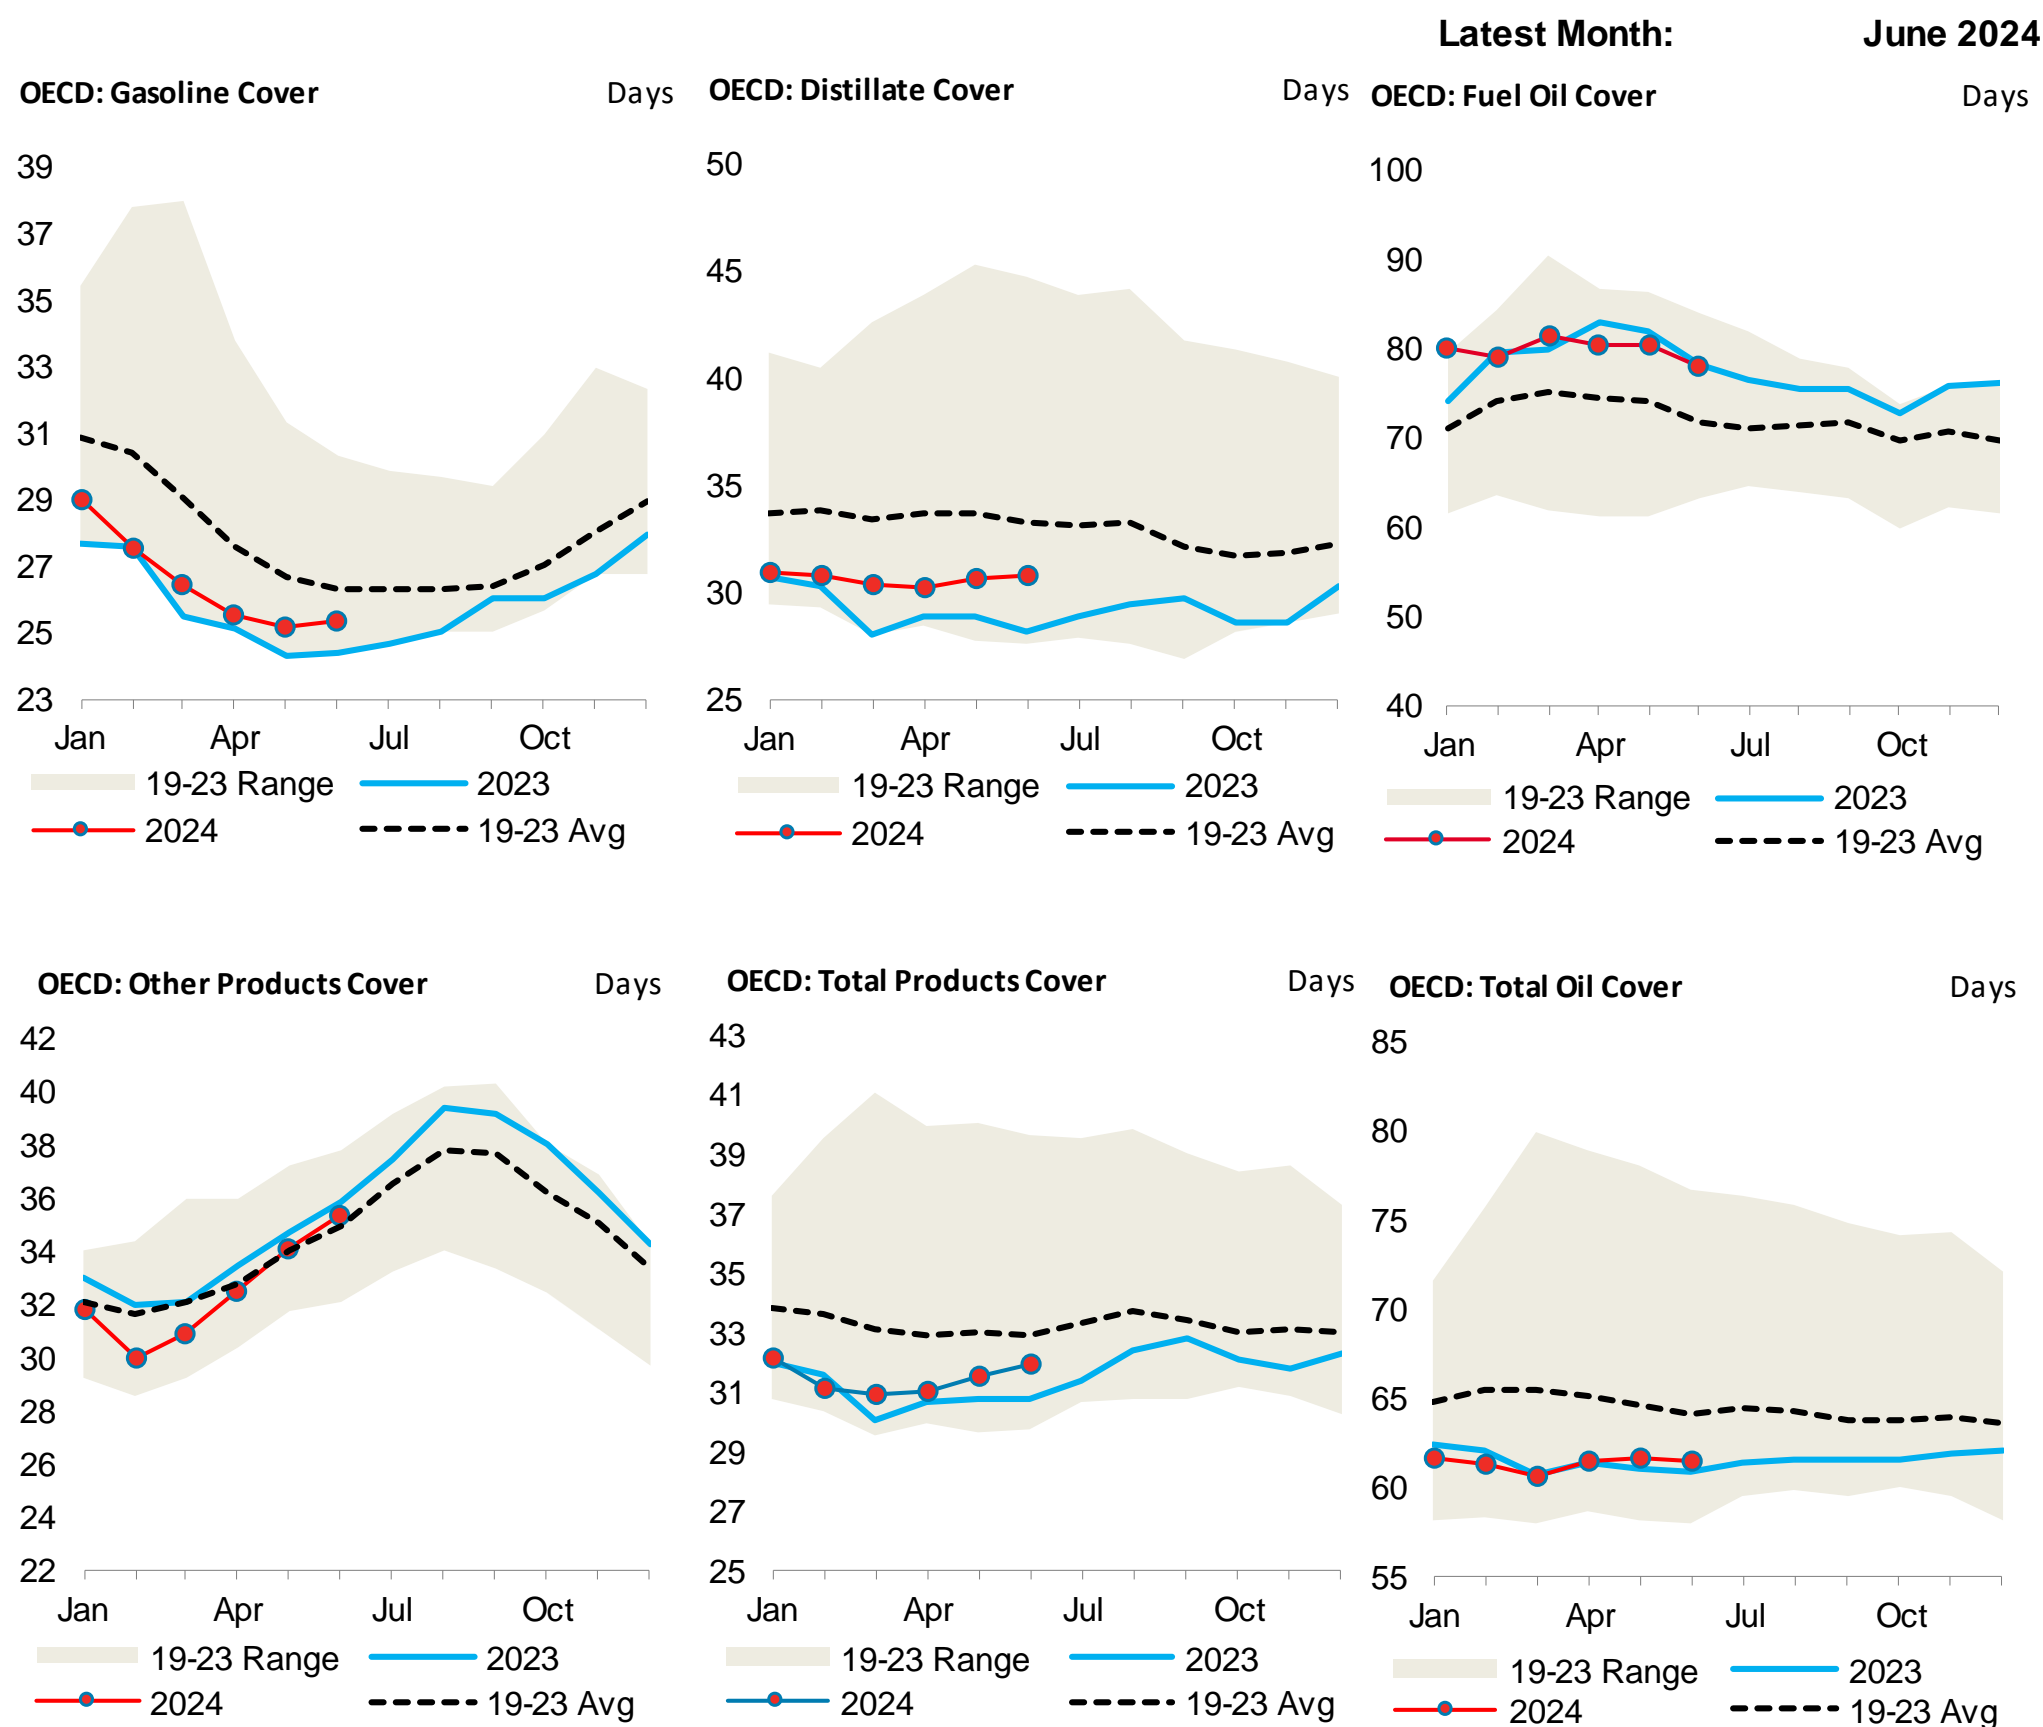 Latest Month: June 2024
OECD: Gasoline Cover Days
39
37
35
33
31
29
27
25
23
Jan Apr Jul Oct
19-23 Range 2023
2024 19-23 Avg
OECD: Distillate Cover Days
50
45
40
35
30
25
Jan Apr Jul Oct
19-23 Range 2023
2024 19-23 Avg
OECD: Fuel Oil Cover Days
100
90
80
70
60
50
40
Jan Apr Jul Oct
19-23 Range 2023
2024 19-23 Avg
OECD: Other Products Cover Days
42
40
38
36
34
32
30
28
26
24
22
Jan Apr Jul Oct
19-23 Range 2023
2024 19-23 Avg
OECD: Total Products Cover Days
43
41
39
37
35
33
31
29
27
25
Jan Apr Jul Oct
19-23 Range 2023
2024 19-23 Avg
OECD: Total Oil Cover Days
85
80
75
70
65
60
55
Jan Apr Jul Oct
19-23 Range 2023
2024 19-23 Avg